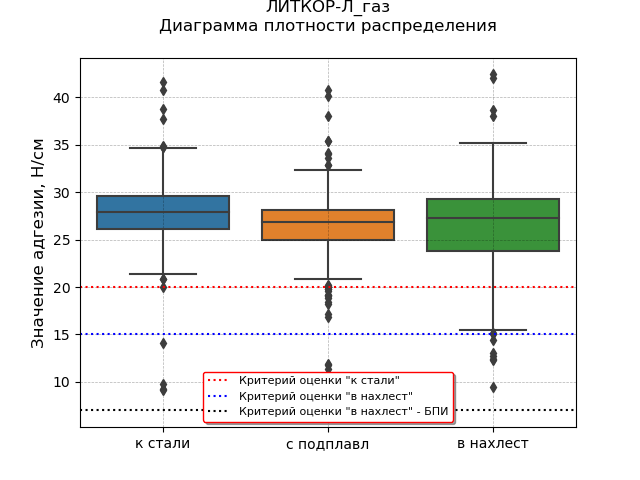 ЛИТКОР-Л_газ
Диаграмма плотности распределения
Значение адгезии, Н/см
40
35
30
25
20
15
10
Критерий оценки "к стали"
Критерий оценки "в нахлест"
Критерий оценки "в нахлест" - БПИ
к стали
с подплавл
в нахлест